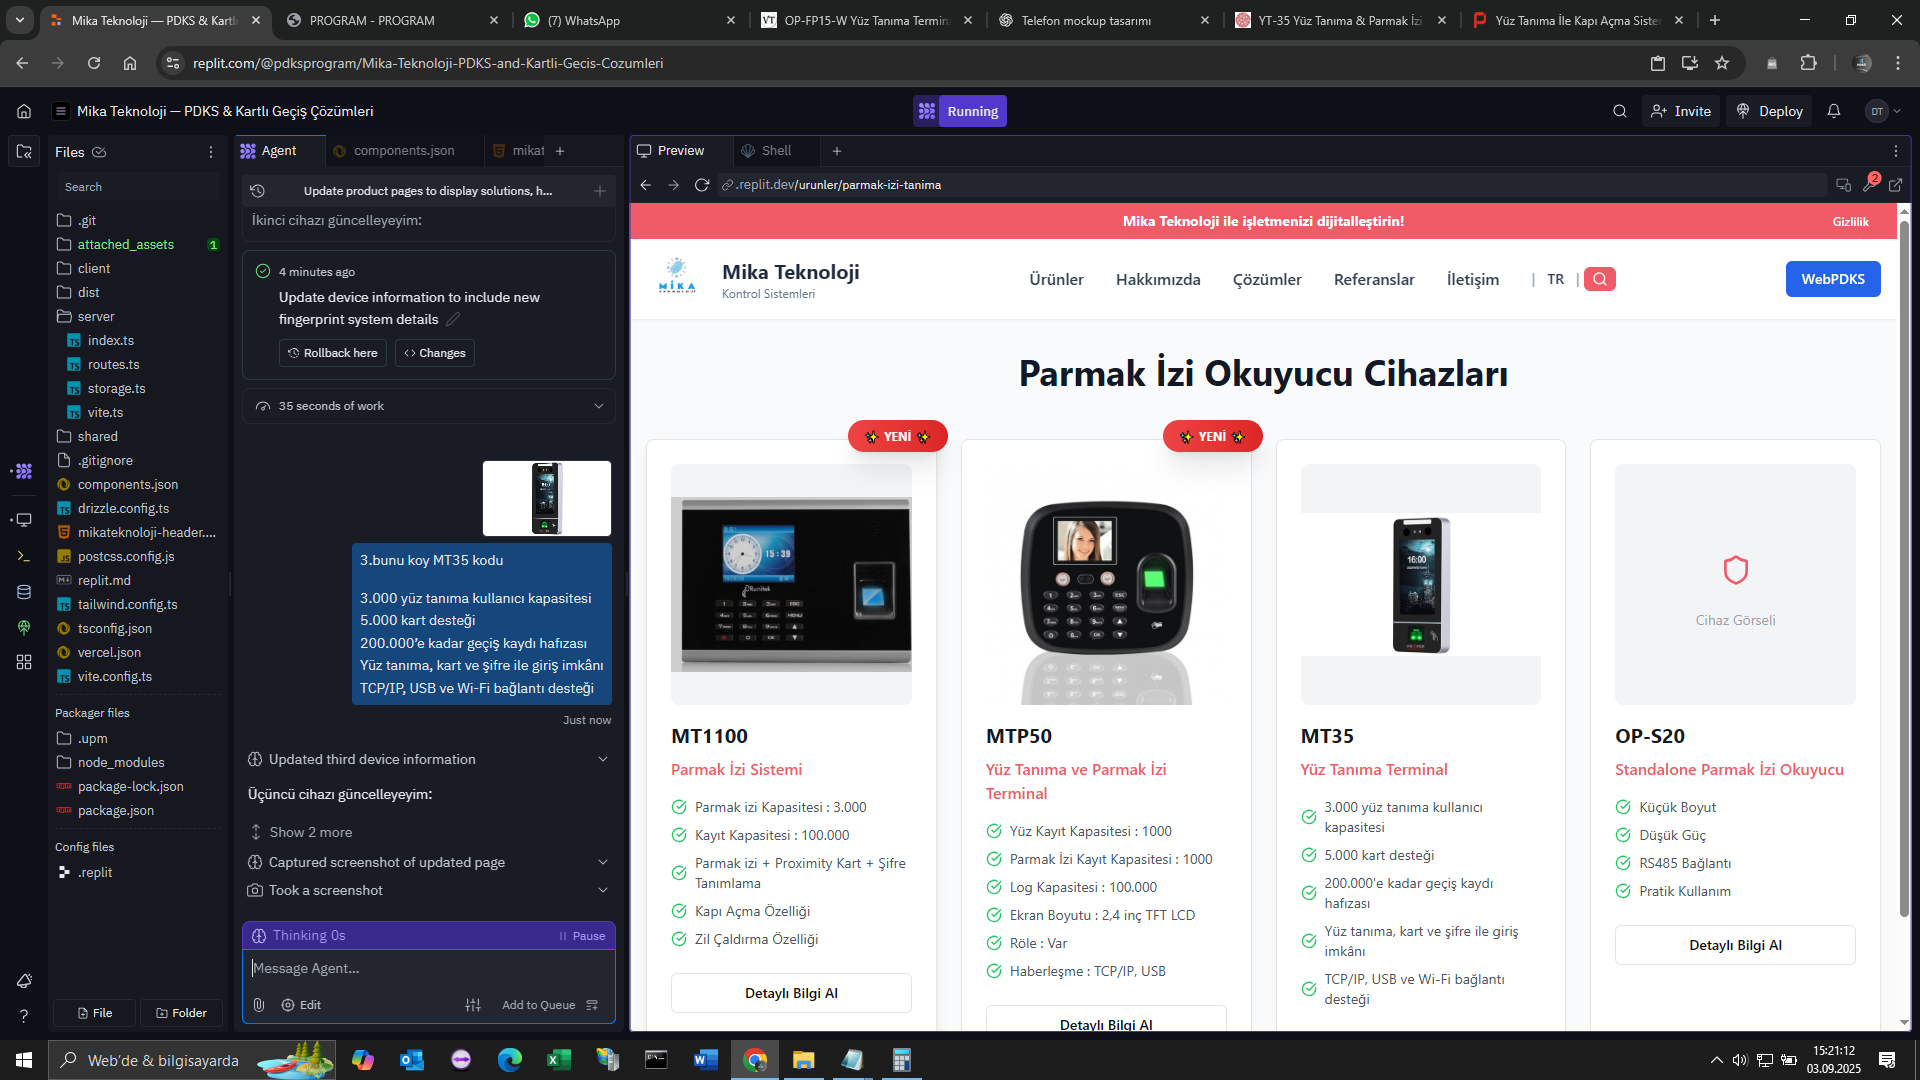 Mika Teknoloji — PDKS & Kartlı
PROGRAM - PROGRAM
(7) WhatsApp
OP-FP15-W Yüz Tanıma Termin
Telefon mockup tasarımı
YT-35 Yüz Tanıma & Parmak İzi
Yüz Tanıma İle Kapı Açma Siste
replit.com/@pdksprogram/Mika-Teknoloji-PDKS-and-Kartli-Gecis-Cozumleri
Mika Teknoloji — PDKS & Kartlı Geçiş Çözümleri
Running
Invite
Deploy
DT
Files
Search
.git
attached_assets 1
client
dist
server
index.ts
routes.ts
storage.ts
vite.ts
shared
.gitignore
components.json
drizzle.config.ts
mikateknoloji-header....
postcss.config.js
replit.md
tailwind.config.ts
tsconfig.json
vercel.json
vite.config.ts
Packager files
.upm
node_modules
package-lock.json
package.json
Config files
.replit
File
Folder
Agent
components.json
mikat
Update product pages to display solutions, h...
İkinci cihazı güncelleyeyim:
4 minutes ago
Update device information to include new
fingerprint system details
Rollback here
Changes
35 seconds of work
3.bunu koy MT35 kodu
3.000 yüz tanıma kullanıcı kapasitesi
5.000 kart desteği
200.000’e kadar geçiş kaydı hafızası
Yüz tanıma, kart ve şifre ile giriş imkânı
TCP/IP, USB ve Wi-Fi bağlantı desteği
Just now
Updated third device information
Üçüncü cihazı güncelleyeyim:
Show 2 more
Captured screenshot of updated page
Took a screenshot
Thinking 0s
Pause
Message Agent...
Edit
Add to Queue
Preview
Shell
.replit.dev/urunler/parmak-izi-tanima
2
Mika Teknoloji ile işletmenizi dijitalleştirin!
Gizlilik
MİKA
TEKNOLOJİ
Mika Teknoloji
Kontrol Sistemleri
Ürünler
Hakkımızda
Çözümler
Referanslar
İletişim
| TR |
WebPDKS
Parmak İzi Okuyucu Cihazları
✨ YENİ ✨
15:39
MT1100
Parmak İzi Sistemi
Parmak izi Kapasitesi : 3.000
Kayıt Kapasitesi : 100.000
Parmak izi + Proximity Kart + Şifre
Tanımlama
Kapı Açma Özelliği
Zil Çaldırma Özelliği
Detaylı Bilgi Al
✨ YENİ ✨
MTP50
Yüz Tanıma ve Parmak İzi
Terminal
Yüz Kayıt Kapasitesi : 1000
Parmak İzi Kayıt Kapasitesi : 1000
Log Kapasitesi : 100.000
Ekran Boyutu : 2,4 inç TFT LCD
Röle : Var
Haberleşme : TCP/IP, USB
Detaylı Bilgi Al
16:00
MT35
Yüz Tanıma Terminal
3.000 yüz tanıma kullanıcı
kapasitesi
5.000 kart desteği
200.000'e kadar geçiş kaydı
hafızası
Yüz tanıma, kart ve şifre ile giriş
imkânı
TCP/IP, USB ve Wi-Fi bağlantı
desteği
Cihaz Görseli
OP-S20
Standalone Parmak İzi Okuyucu
Küçük Boyut
Düşük Güç
RS485 Bağlantı
Pratik Kullanım
Detaylı Bilgi Al
Web'de & bilgisayarda
15:21:12
03.09.2025